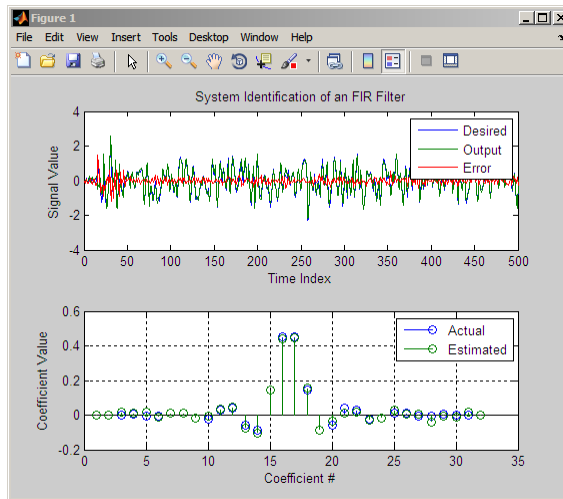 Figure 1
File Edit View Insert Tools Desktop Window Help
System Identification of an FIR Filter
4
2
0
-2
-4
Signal Value
Desired
Output
Error
0 50 100 150 200 250 300 350 400 450 500
Time Index
0.6
0.4
0.2
0
-0.2
Coefficient Value
Actual
Estimated
0 5 10 15 20 25 30 35
Coefficient #